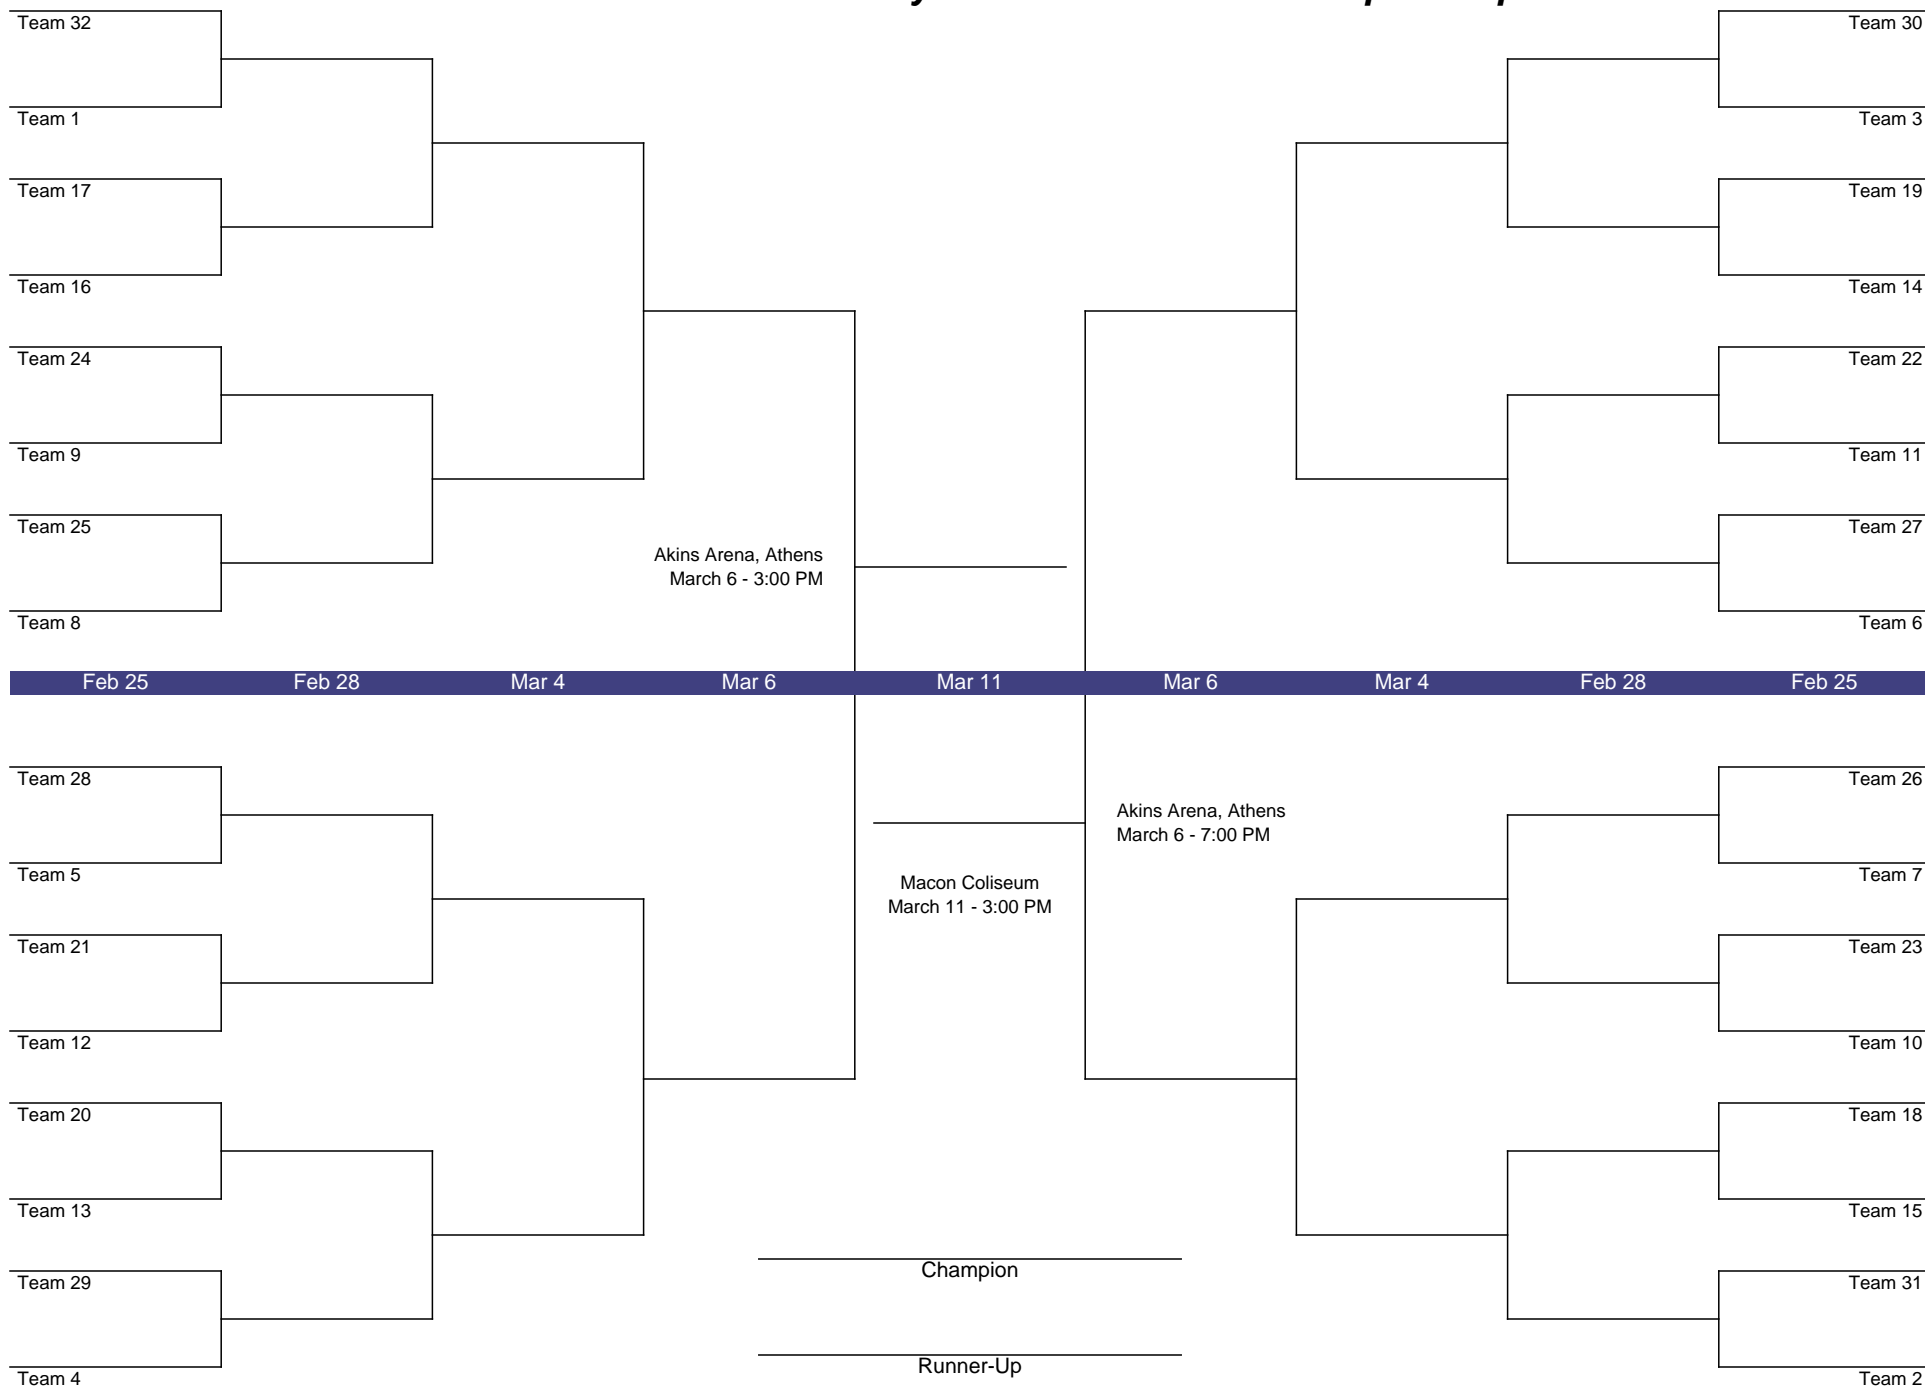 Team 32
Team 30
Team 1
Team 3
Team 17
Team 19
Team 16
Team 14
Team 24
Team 22
Team 9
Team 11
Team 25
Team 27
Akins Arena, Athens
March 6 - 3:00 PM
Team 8
Team 6
Feb 25 Feb 28 Mar 4 Mar 6 Mar 11 Mar 6 Mar 4 Feb 28 Feb 25
Team 28
Team 26
Akins Arena, Athens
March 6 - 7:00 PM
Team 5
Team 7
Macon Coliseum
March 11 - 3:00 PM
Team 21
Team 23
Team 12
Team 10
Team 20
Team 18
Team 13
Team 15
Champion
Team 29
Team 31
Runner-Up
Team 4
Team 2